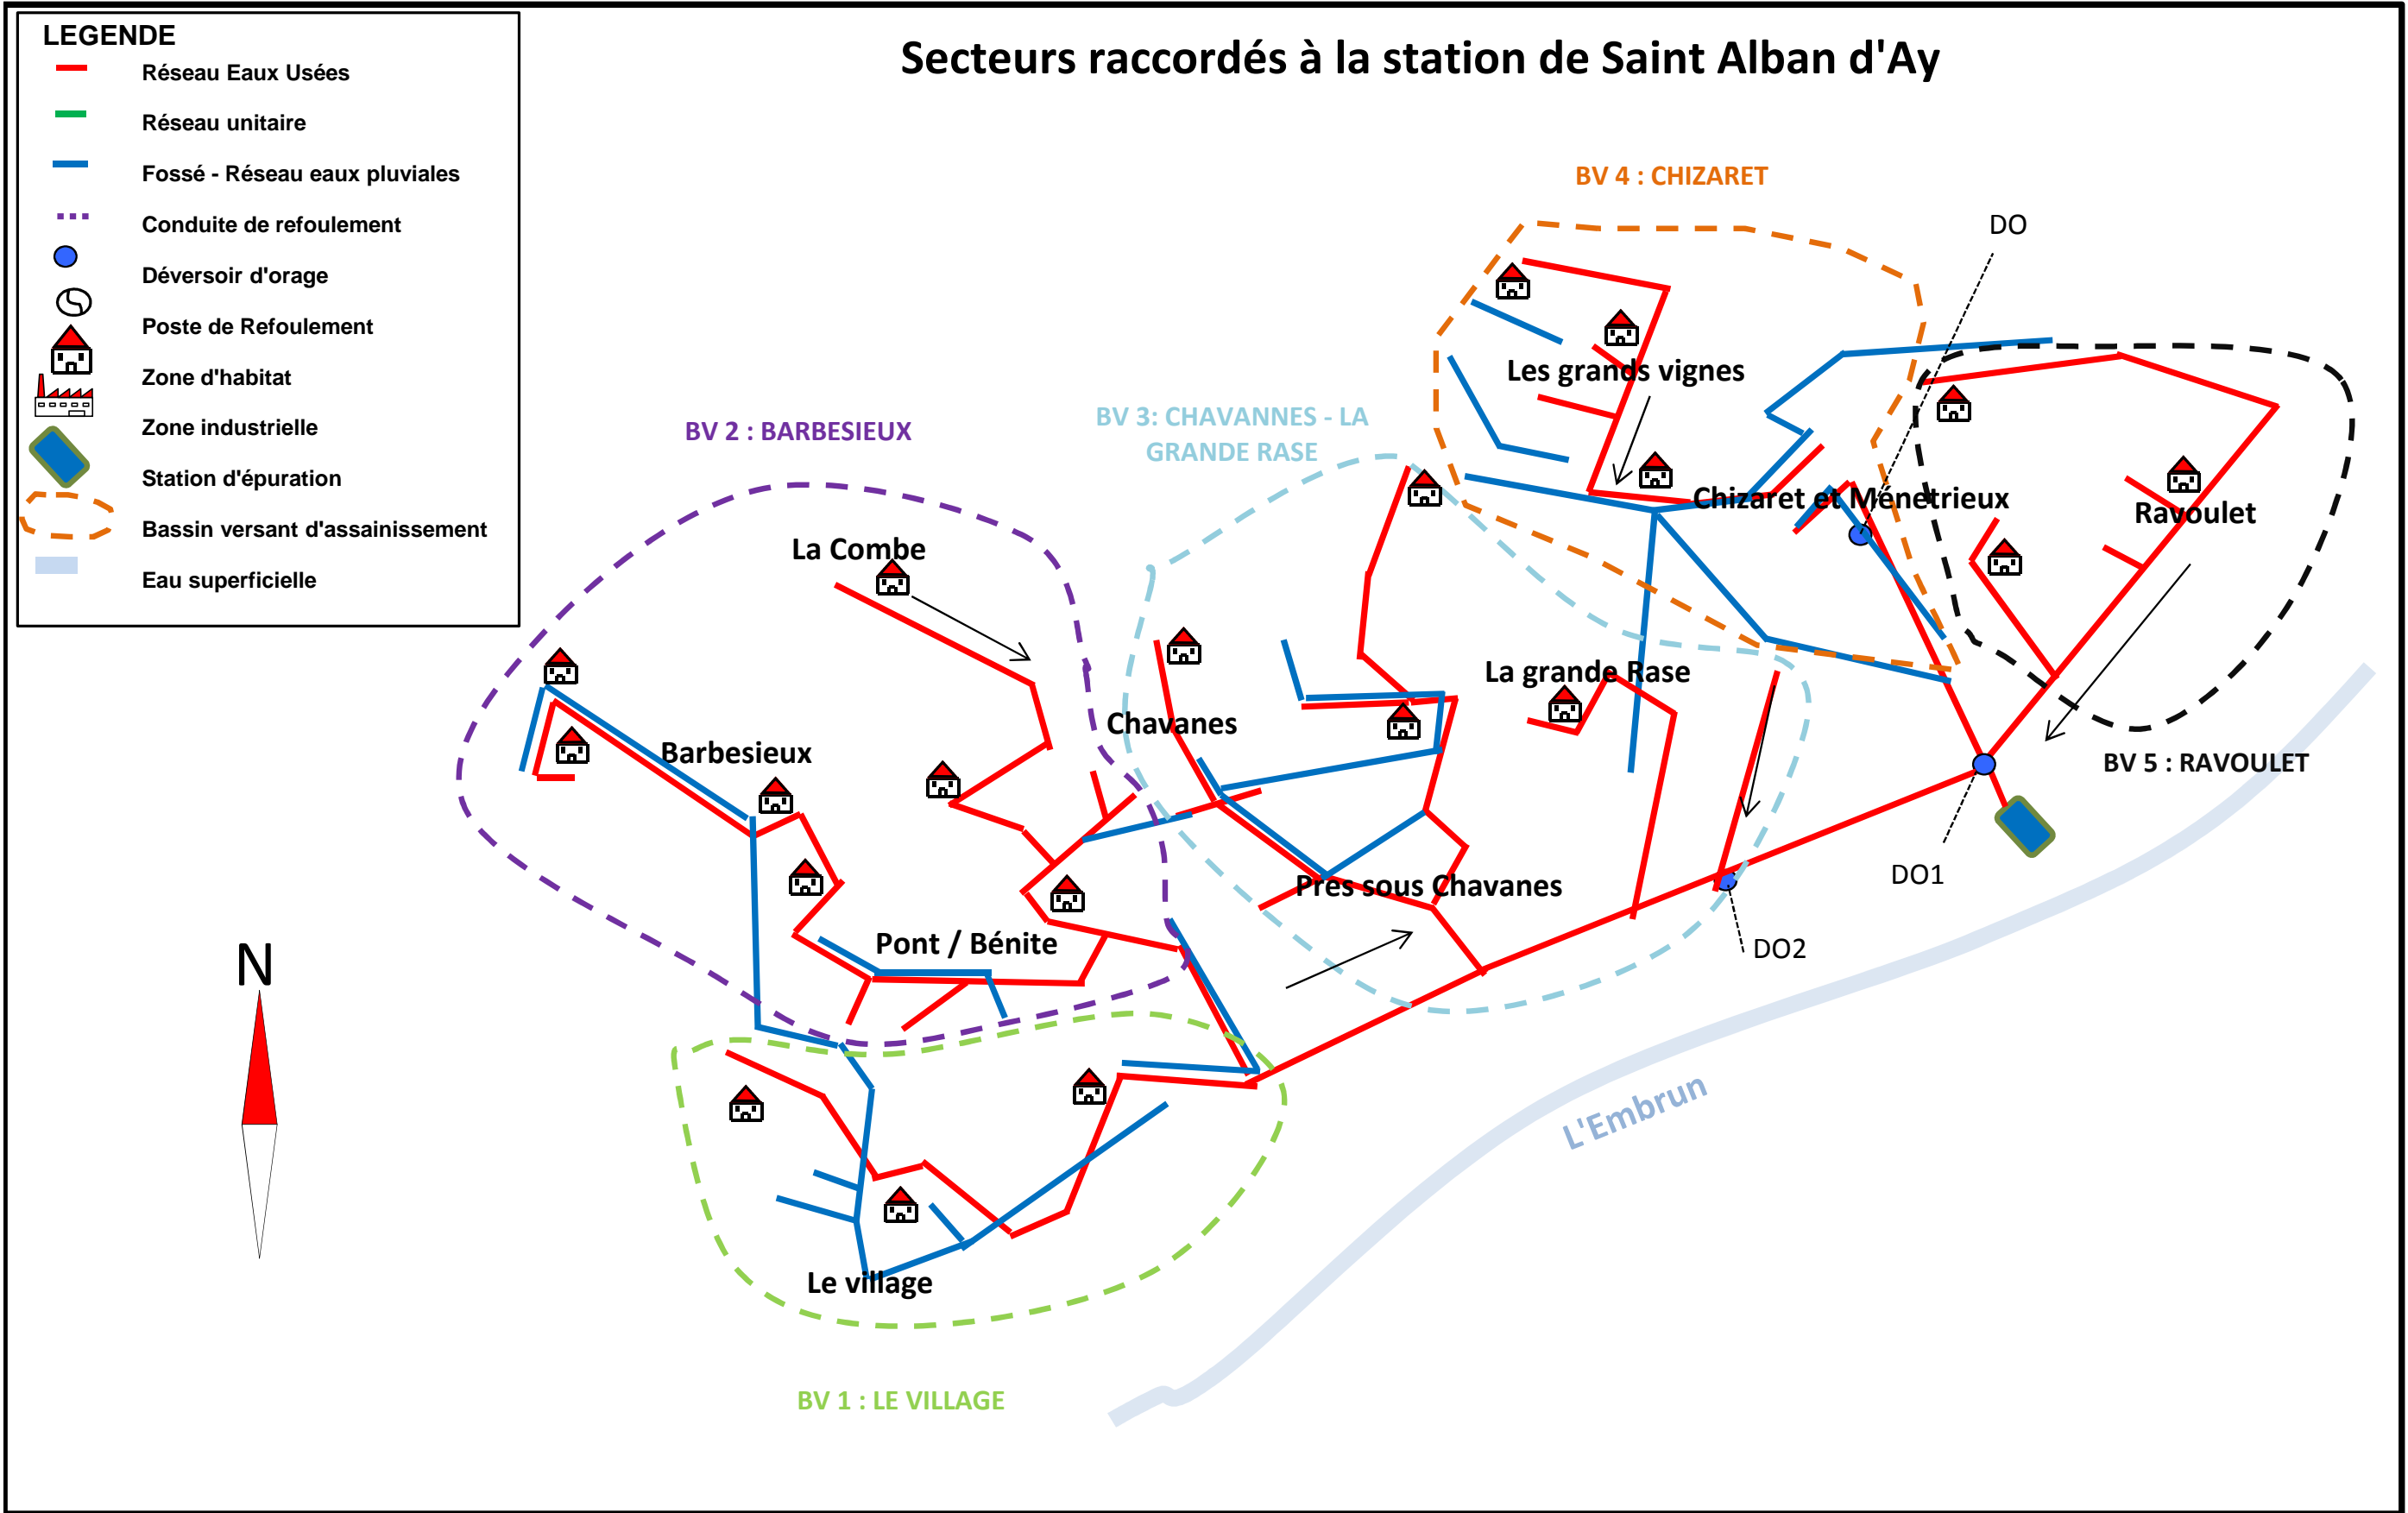 LEGENDE
Réseau Eaux Usées
Réseau unitaire
Fossé - Réseau eaux pluviales
Conduite de refoulement
Déversoir d'orage
Poste de Refoulement
Zone d'habitat
Zone industrielle
Station d'épuration
Bassin versant d'assainissement
Eau superficielle
Secteurs raccordés à la station de Saint Alban d'Ay
BV 4 : CHIZARET
DO
Les grands vignes
BV 3: CHAVANNES - LA
GRANDE RASE
BV 2 : BARBESIEUX
Chizaret et Ménetrieux
Ravoulet
La Combe
La grande Rase
Chavanes
Barbesieux
BV 5 : RAVOULET
DO1
Prés sous Chavanes
Pont / Bénite
DO2
N
L'Embrun
Le village
BV 1 : LE VILLAGE